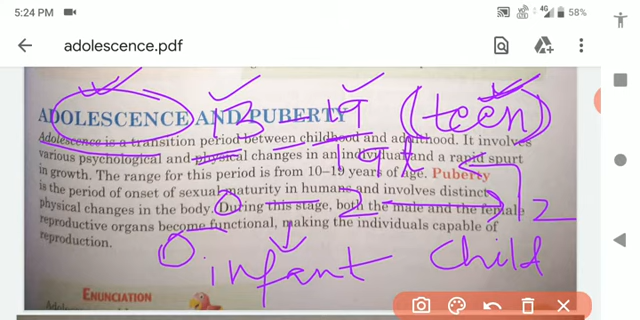 5:24 PM 4G 58%
adolescence.pdf
ADOLESCENCE AND PUBERTY
13 - 19 (teen)
Adolescence is a transition period between childhood and adulthood. It involves
various psychological and physical changes in an individual and a rapid spurt
in growth. The range for this period is from 10–19 years of age. Puberty
is the period of onset of sexual maturity in humans and involves distinct
physical changes in the body. During this stage, both the male and the female
reproductive organs become functional, making the individuals capable of
reproduction.
0 - 2 12
infant child
ENUNCIATION